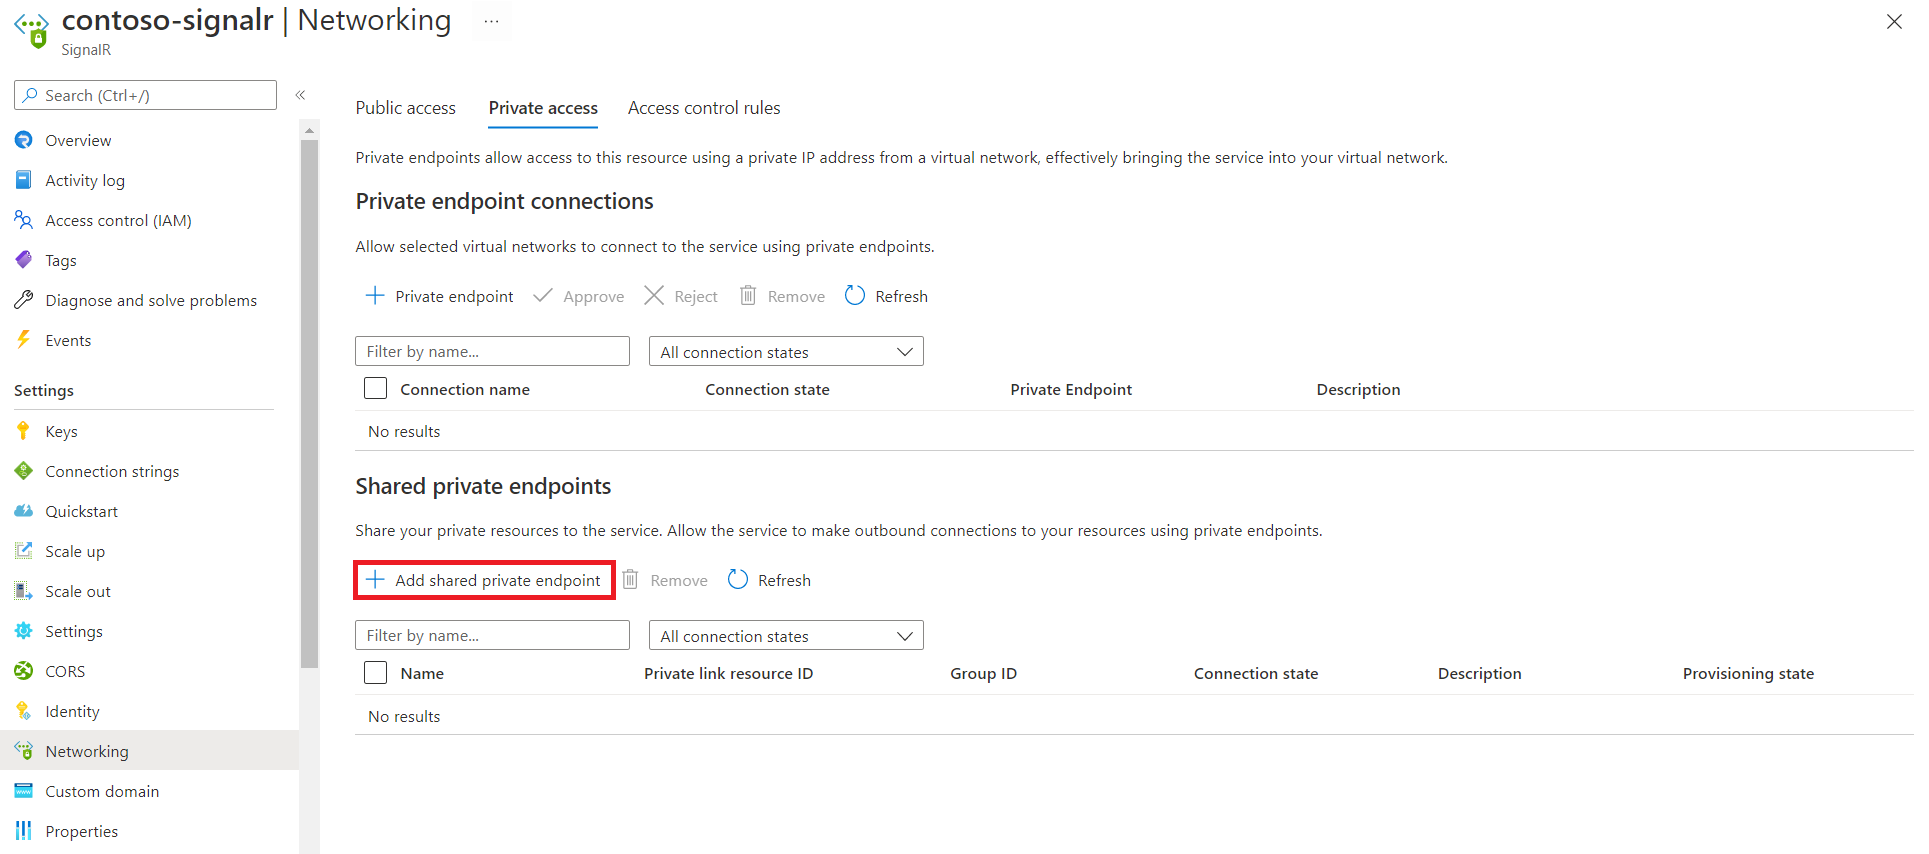 contoso-signalr | Networking ...
SignalR
Search (Ctrl+/)
«
Overview
Activity log
Access control (IAM)
Tags
Diagnose and solve problems
Events
Settings
Keys
Connection strings
Quickstart
Scale up
Scale out
Settings
CORS
Identity
Networking
Custom domain
Properties
Public access Private access Access control rules
Private endpoints allow access to this resource using a private IP address from a virtual network, effectively bringing the service into your virtual network.
Private endpoint connections
Allow selected virtual networks to connect to the service using private endpoints.
Private endpoint Approve Reject Remove Refresh
Filter by name... All connection states
Connection name Connection state Private Endpoint Description
No results
Shared private endpoints
Share your private resources to the service. Allow the service to make outbound connections to your resources using private endpoints.
Add shared private endpoint Remove Refresh
Filter by name... All connection states
Name Private link resource ID Group ID Connection state Description Provisioning state
No results